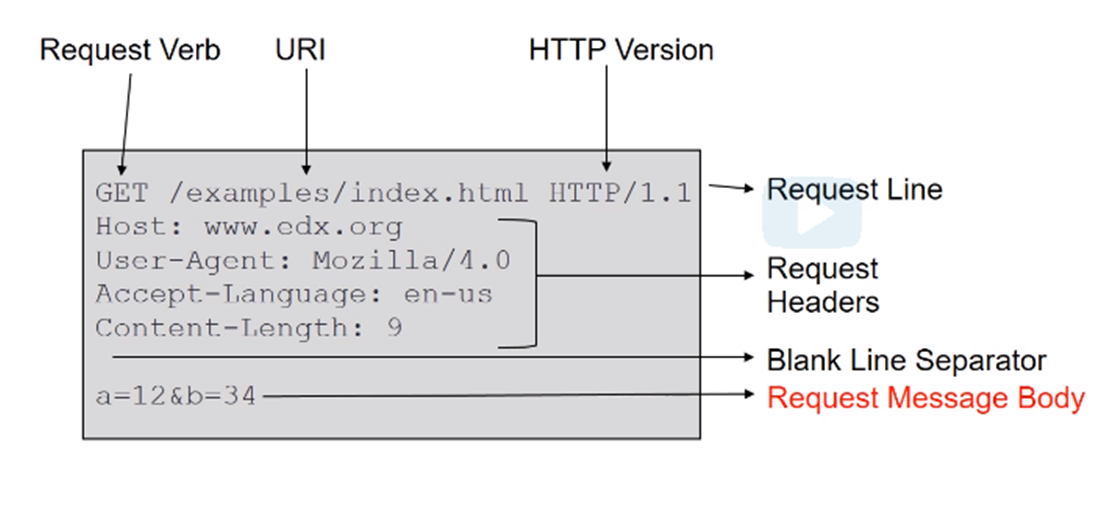 Request Verb URI HTTP Version
GET /examples/index.html HTTP/1.1 Request Line
Host: www.edx.org
User-Agent: Mozilla/4.0
Request Headers
Accept-Language: en-us
Content-Length: 9
Blank Line Separator
a=12&b=34 Request Message Body